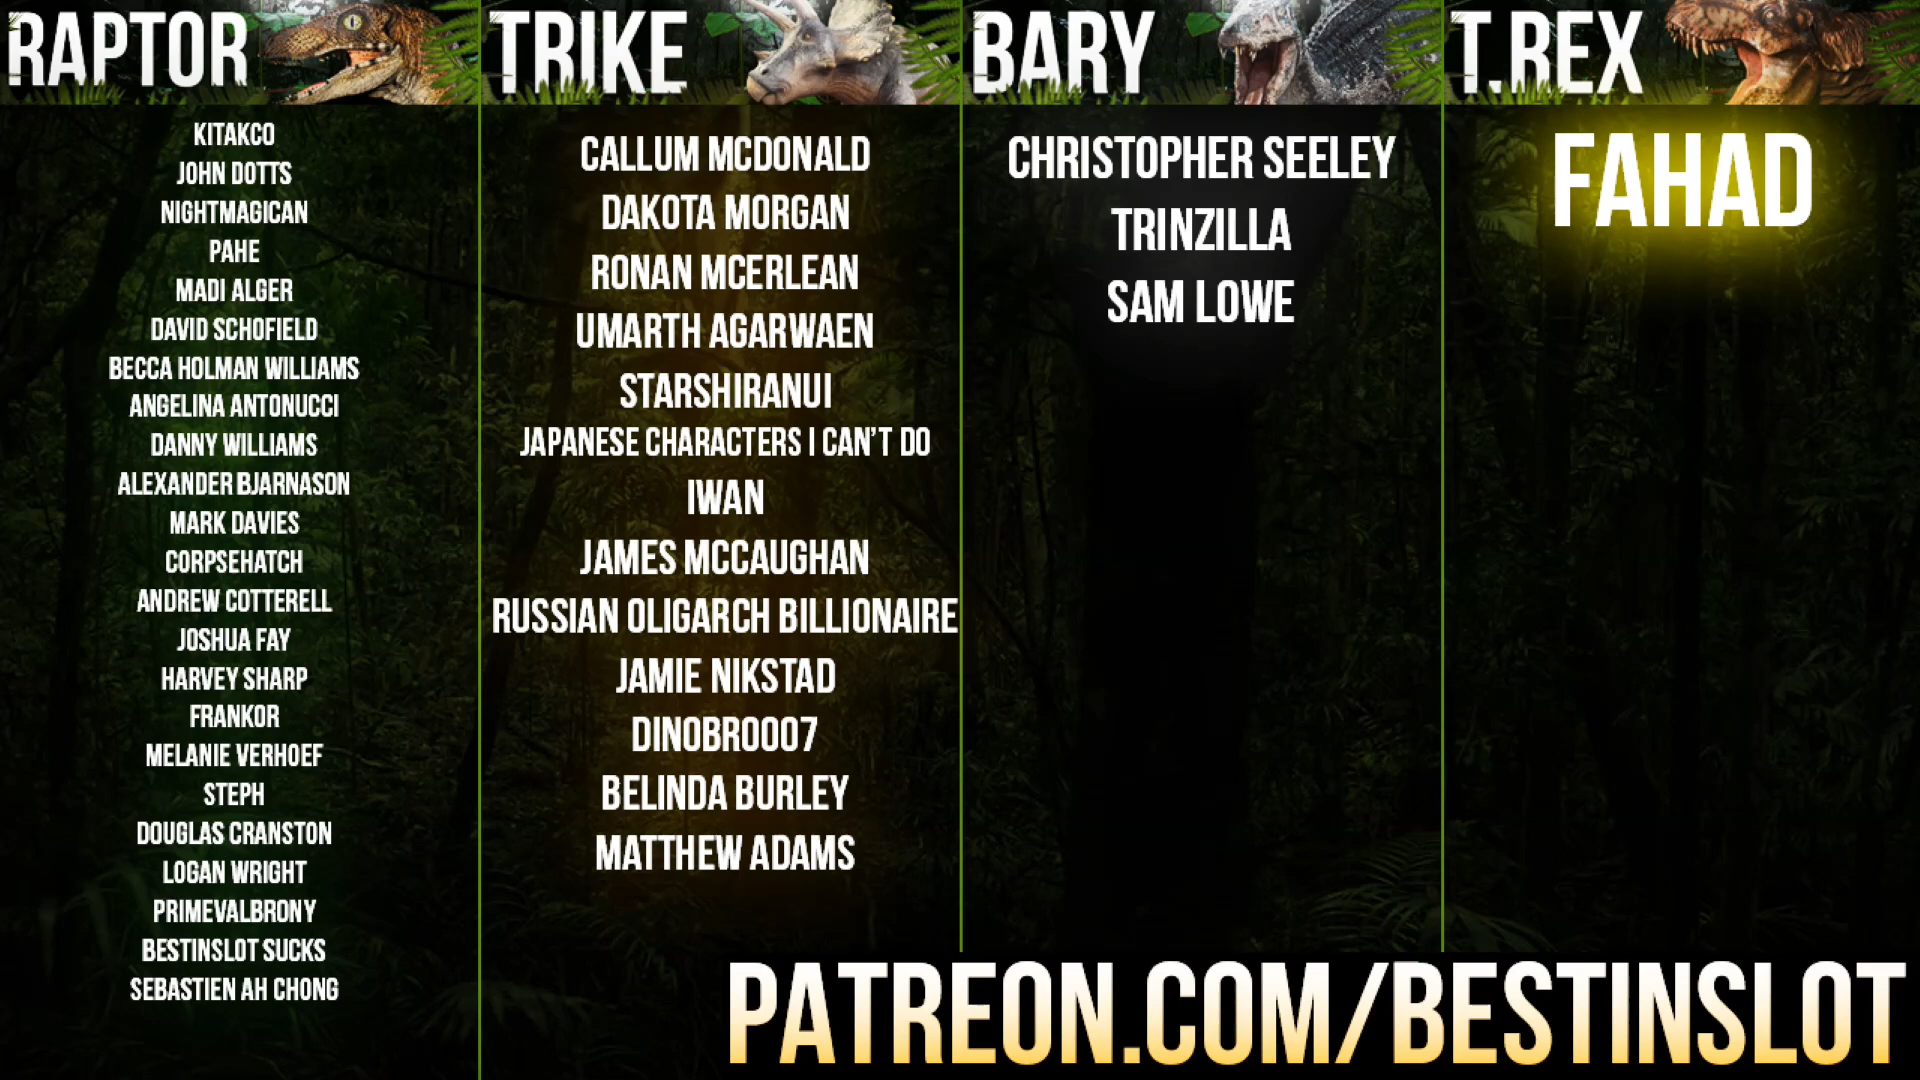 RAPTOR
KITAKCO
JOHN DOTTS
NIGHTMAGICAN
PAHE
MADI ALGER
DAVID SCHOFIELD
BECCA HOLMAN WILLIAMS
ANGELINA ANTONUCCI
DANNY WILLIAMS
ALEXANDER BJARNASON
MARK DAVIES
CORPSEHATCH
ANDREW COTTERELL
JOSHUA FAY
HARVEY SHARP
FRANKOR
MELANIE VERHOEF
STEPH
DOUGLAS CRANSTON
LOGAN WRIGHT
PRIMEVALBRONY
BESTINSLOT SUCKS
SEBASTIEN AH CHONG
TRIKE
CALLUM MCDONALD
DAKOTA MORGAN
RONAN MCERLEAN
UMARTH AGARWAEN
STARSHIRANUI
JAPANESE CHARACTERS I CAN'T DO
IWAN
JAMES MCCAUGHAN
RUSSIAN OLIGARCH BILLIONAIRE
JAMIE NIKSTAD
DINOBRO007
BELINDA BURLEY
MATTHEW ADAMS
BARY
CHRISTOPHER SEELEY
TRINZILLA
SAM LOWE
T.REX
FAHAD
PATREON.COM/BESTINSLOT